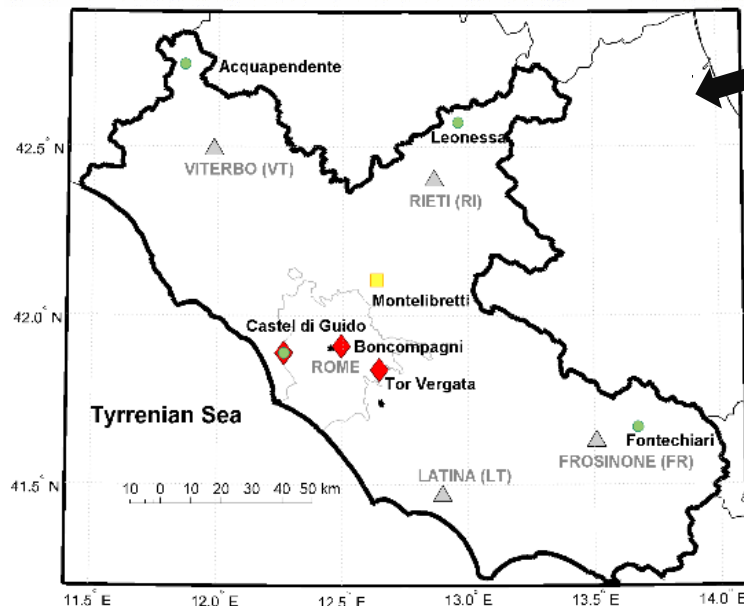 Acquapendente
Leonessa
42.5° N
VITERBO (VT)
RIETI (RI)
Montelibretti
42.0° N
Castel di Guido
Boncompagni
ROME
Tor Vergata
Tyrrenian Sea
Fontechiari
FROSINONE (FR)
LATINA (LT)
10 0 10 20 30 40 50 km
41.5° N
11.5° E 12.0° E 12.5° E 13.0° E 13.5° E 14.0° E